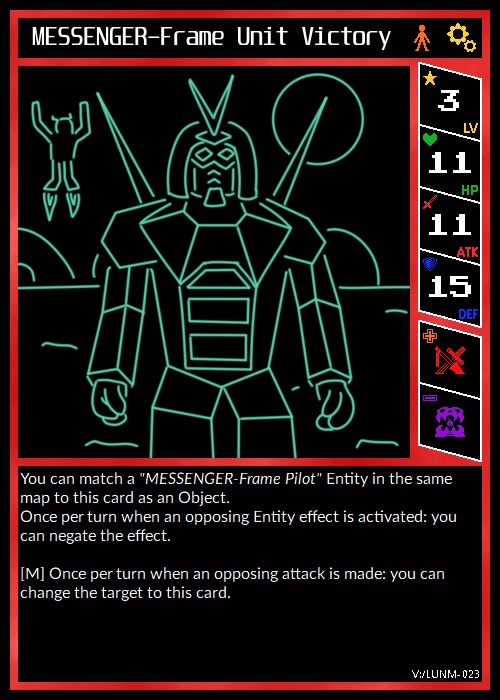 MESSENGER-Frame Unit Victory
3
LV
11
HP
11
ATK
15
DEF
You can match a "MESSENGER-Frame Pilot" Entity in the same
map to this card as an Object.
Once per turn when an opposing Entity effect is activated: you
can negate the effect.
[M] Once per turn when an opposing attack is made: you can
change the target to this card.
V:/LUNM-023